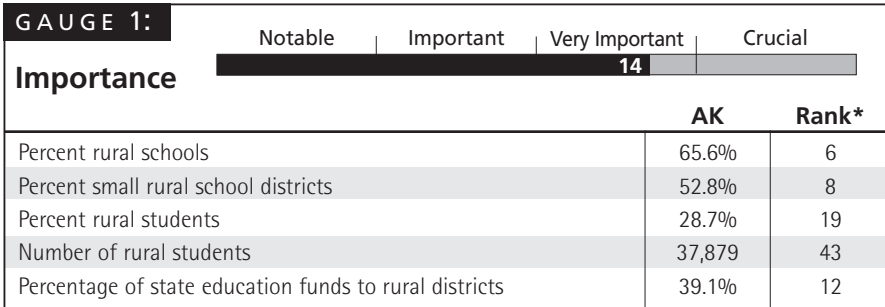 GAUGE 1:
Notable Important Very Important Crucial
Importance
14
AK Rank*
Percent rural schools 65.6% 6
Percent small rural school districts 52.8% 8
Percent rural students 28.7% 19
Number of rural students 37,879 43
Percentage of state education funds to rural districts 39.1% 12